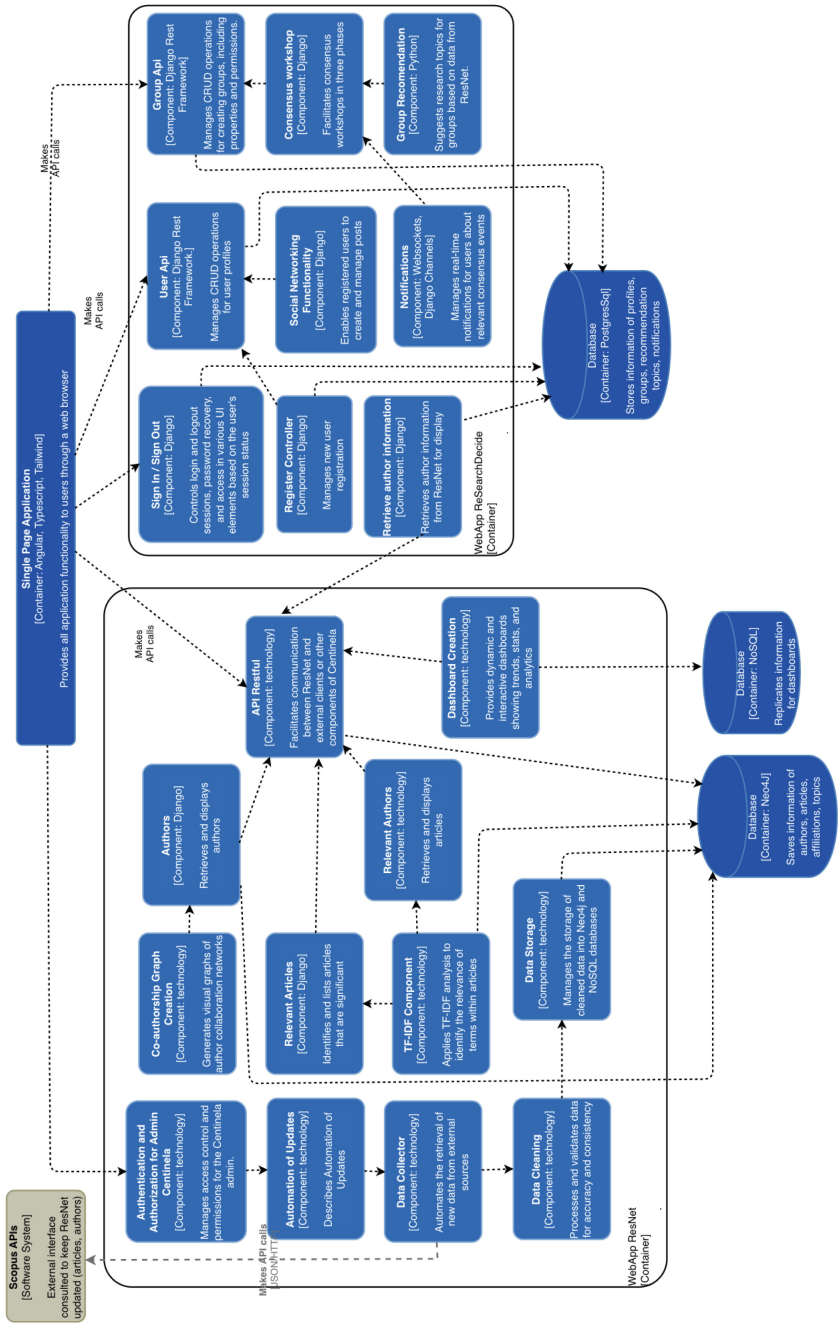 Scopus APIs
[Software System]
External interface
consulted to keep ResNet
updated (articles, authors)
Single Page Application
[Container: Angular, Typescript, Tailwind]
Provides all application functionality to users through a web browser
Makes API calls
[JSON/HTT
Makes
API calls
Makes
API calls
Makes
API calls
Authentication and
Authorization for Admin
Centinela
[Component: technology]
Manages access control and
permissions for the Centinela
admin.
Automation of Updates
[Component: technology]
Describes Automation of
Updates
Data Collector
[Component: technology]
Automates the retrieval of
new data from external
sources
Data Cleaning
[Component: technology]
Processes and validates data
for accuracy and consistency
Co-authorship Graph
Creation
[Component: technology]
Generates visual graphs of
author collaboration networks
Relevant Articles
[Component: Django]
Identifies and lists articles
that are significant
TF-IDF Component
[Component: technology]
Applies TF-IDF analysis to
identify the relevance of
terms within articles
Data Storage
[Component: technology]
Manages the storage of
cleaned data into Neo4j and
NoSQL databases
Authors
[Component: Django]
Retrieves and displays
authors
Relevant Authors
[Component: technology]
Retrieves and displays
articles
API Restful
[Component: technology]
Facilitates communication
between ResNet and
external clients or other
components of Centinela
Dashboard Creation
[Component: technology]
Provides dynamic and
interactive dashboards
showing trends, stats, and
analytics
WebApp ResNet
[Container]
Database
[Container: Neo4J]
Saves information of
authors, articles,
affiliations, topics
Database
[Container: NoSQL]
Replicates information
for dashboards
Sign In / Sign Out
[Component: Django]
Controls login and logout
sessions, password recovery,
and access in various UI
elements based on the user's
session status
Register Controller
[Component: Django]
Manages new user
registration
Retrieve author information
[Component: Django]
Retrieves author information
from ResNet for display
User Api
[Component: Django Rest
Framework.]
Manages CRUD operations
for user profiles
Social Networking
Functionality
[Component: Django]
Enables registered users to
create and manage posts
Notifications
[Component: Websockets,
Django Channels]
Manages real-time
notifications for users about
relevant consensus events
Group Api
[Component: Django Rest
Framework]
Manages CRUD operations
for creating groups, including
properties and permissions.
Consensus workshop
[Component: Django]
Facilitates consensus
workshops in three phases
Group Recomendation
[Component: Python]
Suggests research topics for
groups based on data from
ResNet.
WebApp ReSearchDecide
[Container]
Database
[Container: PostgresSql]
Stores information of profiles,
groups, recommendation
topics, notifications